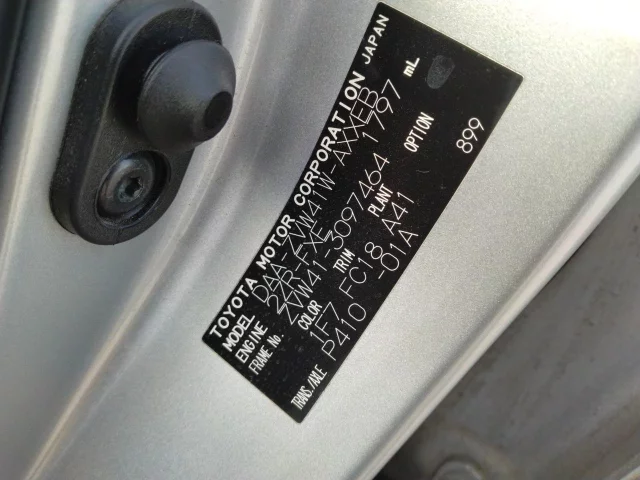 TOYOTA MOTOR CORPORATION JAPAN
MODEL DAA-ZVW41W-AXXEB
ENGINE 2ZR-FXE 1797 mL
FRAME No. ZVW41-3097464
COLOR TRIM PLANT OPTION
1F7 FC18 A41 899
TRANS./AXLE P410 -01A